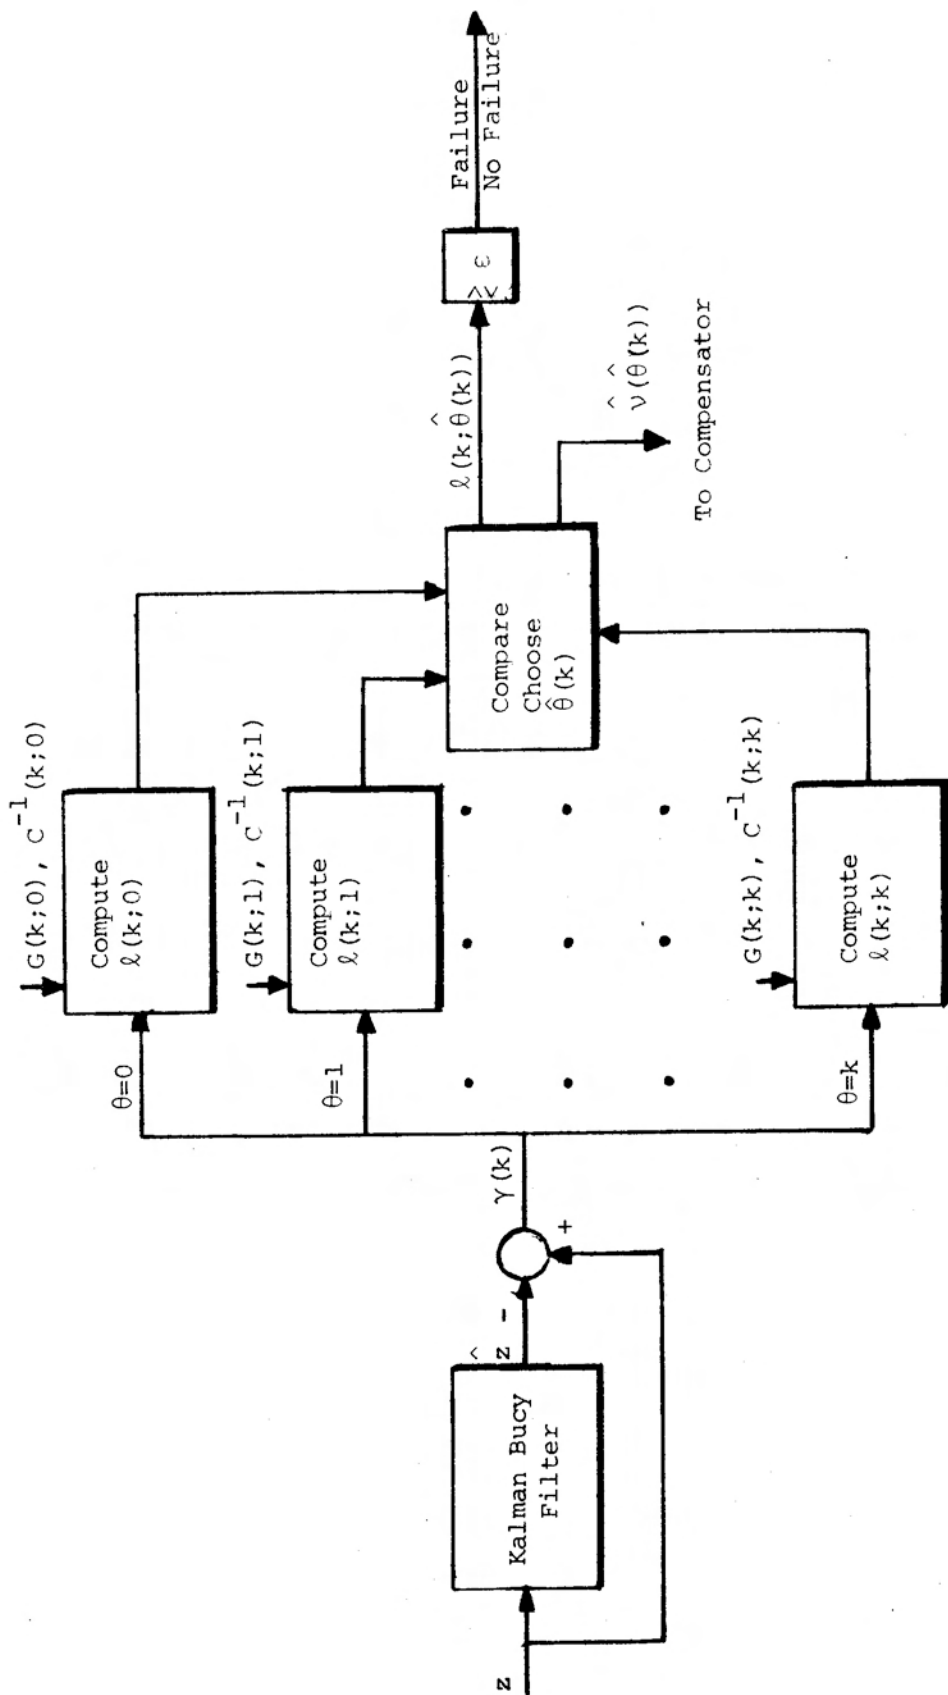 z
Kalman Bucy
Filter
ẑ
-
+
γ(k)
θ=0
G(k;0), C⁻¹(k;0)
Compute
ℓ(k;0)
θ=1
G(k;1), C⁻¹(k;1)
Compute
ℓ(k;1)
θ=k
G(k;k), C⁻¹(k;k)
Compute
ℓ(k;k)
Compare
Choose
θ̂(k)
ℓ(k;θ̂(k))
≷ ε
Failure
No Failure
ν̂(θ̂(k))
To Compensator